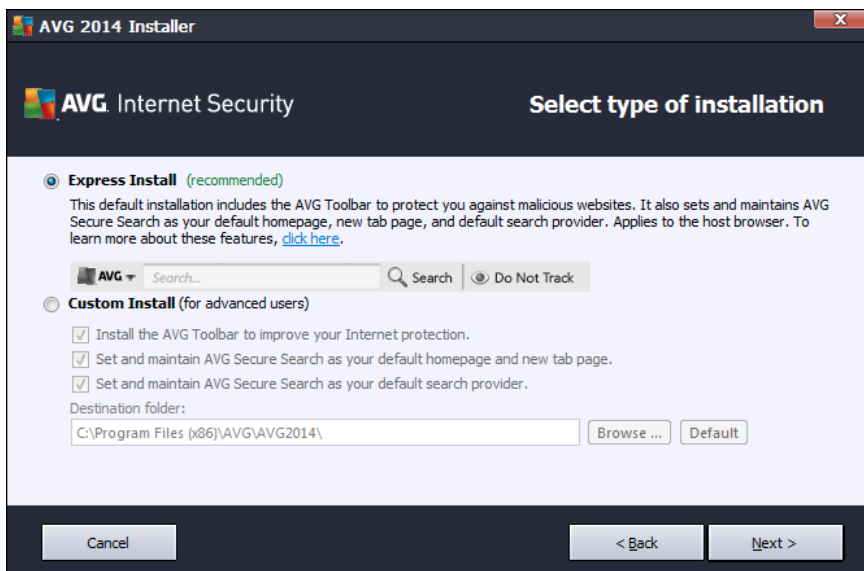 AVG 2014 Installer
X
AVG. Internet Security
Select type of installation
Express Install (recommended)
This default installation includes the AVG Toolbar to protect you against malicious websites. It also sets and maintains AVG
Secure Search as your default homepage, new tab page, and default search provider. Applies to the host browser. To
learn more about these features, click here.
AVG Search... Search Do Not Track
Custom Install (for advanced users)
Install the AVG Toolbar to improve your Internet protection.
Set and maintain AVG Secure Search as your default homepage and new tab page.
Set and maintain AVG Secure Search as your default search provider.
Destination folder:
C:\Program Files (x86)\AVG\AVG2014\ Browse ... Default
Cancel < Back Next >